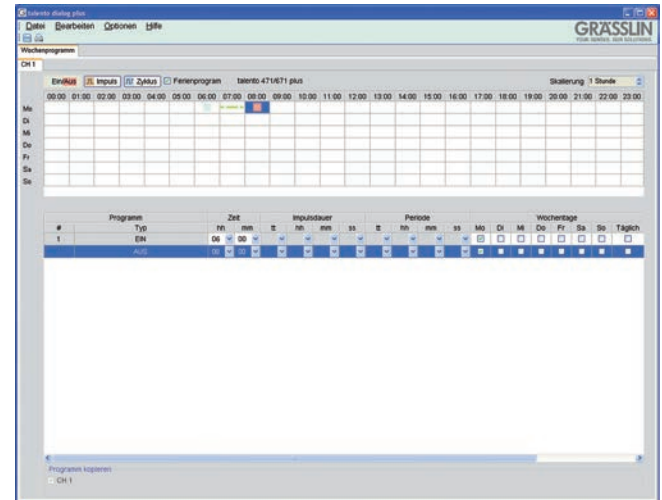 talento dialog plus
Datei Bearbeiten Optionen Hilfe
GRÄSSLIN
YOUR SENSES. OUR SOLUTIONS.
Wochenprogramm
CH 1
Ein/Aus Impuls Zyklus Ferienprogram talento 471/671 plus Skallierung 1 Stunde
00:00 01:00 02:00 03:00 04:00 05:00 06:00 07:00 08:00 09:00 10:00 11:00 12:00 13:00 14:00 15:00 16:00 17:00 18:00 19:00 20:00 21:00 22:00 23:00
Mo
Di
Mi
Do
Fr
Sa
So
Programm Zeit Impulsdauer Periode Wochentage
# Typ hh mm tt hh mm ss tt hh mm ss Mo Di Mi Do Fr Sa So Täglich
1 EIN 06 00
AUS 00 00
Programm kopieren
CH 1